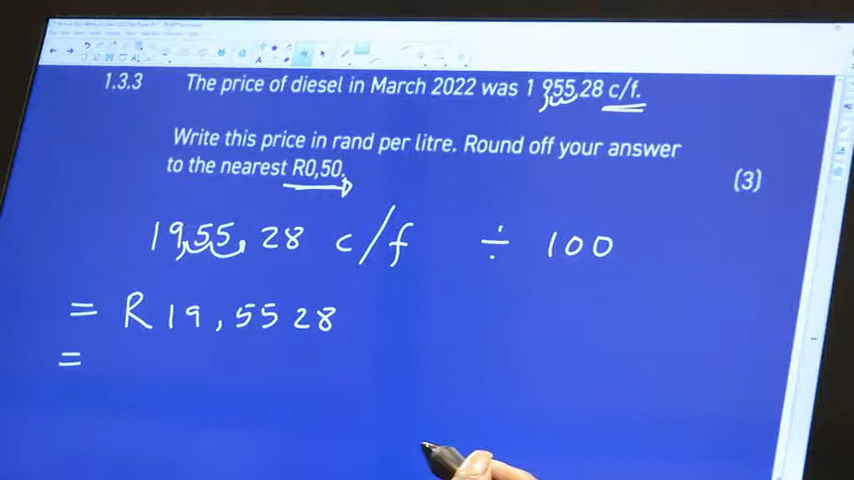 1.3.3 The price of diesel in March 2022 was 1 955,28 c/ℓ.
Write this price in rand per litre. Round off your answer
to the nearest R0,50.
(3)
1955,28 c/ℓ ÷ 100
= R19,5528
=